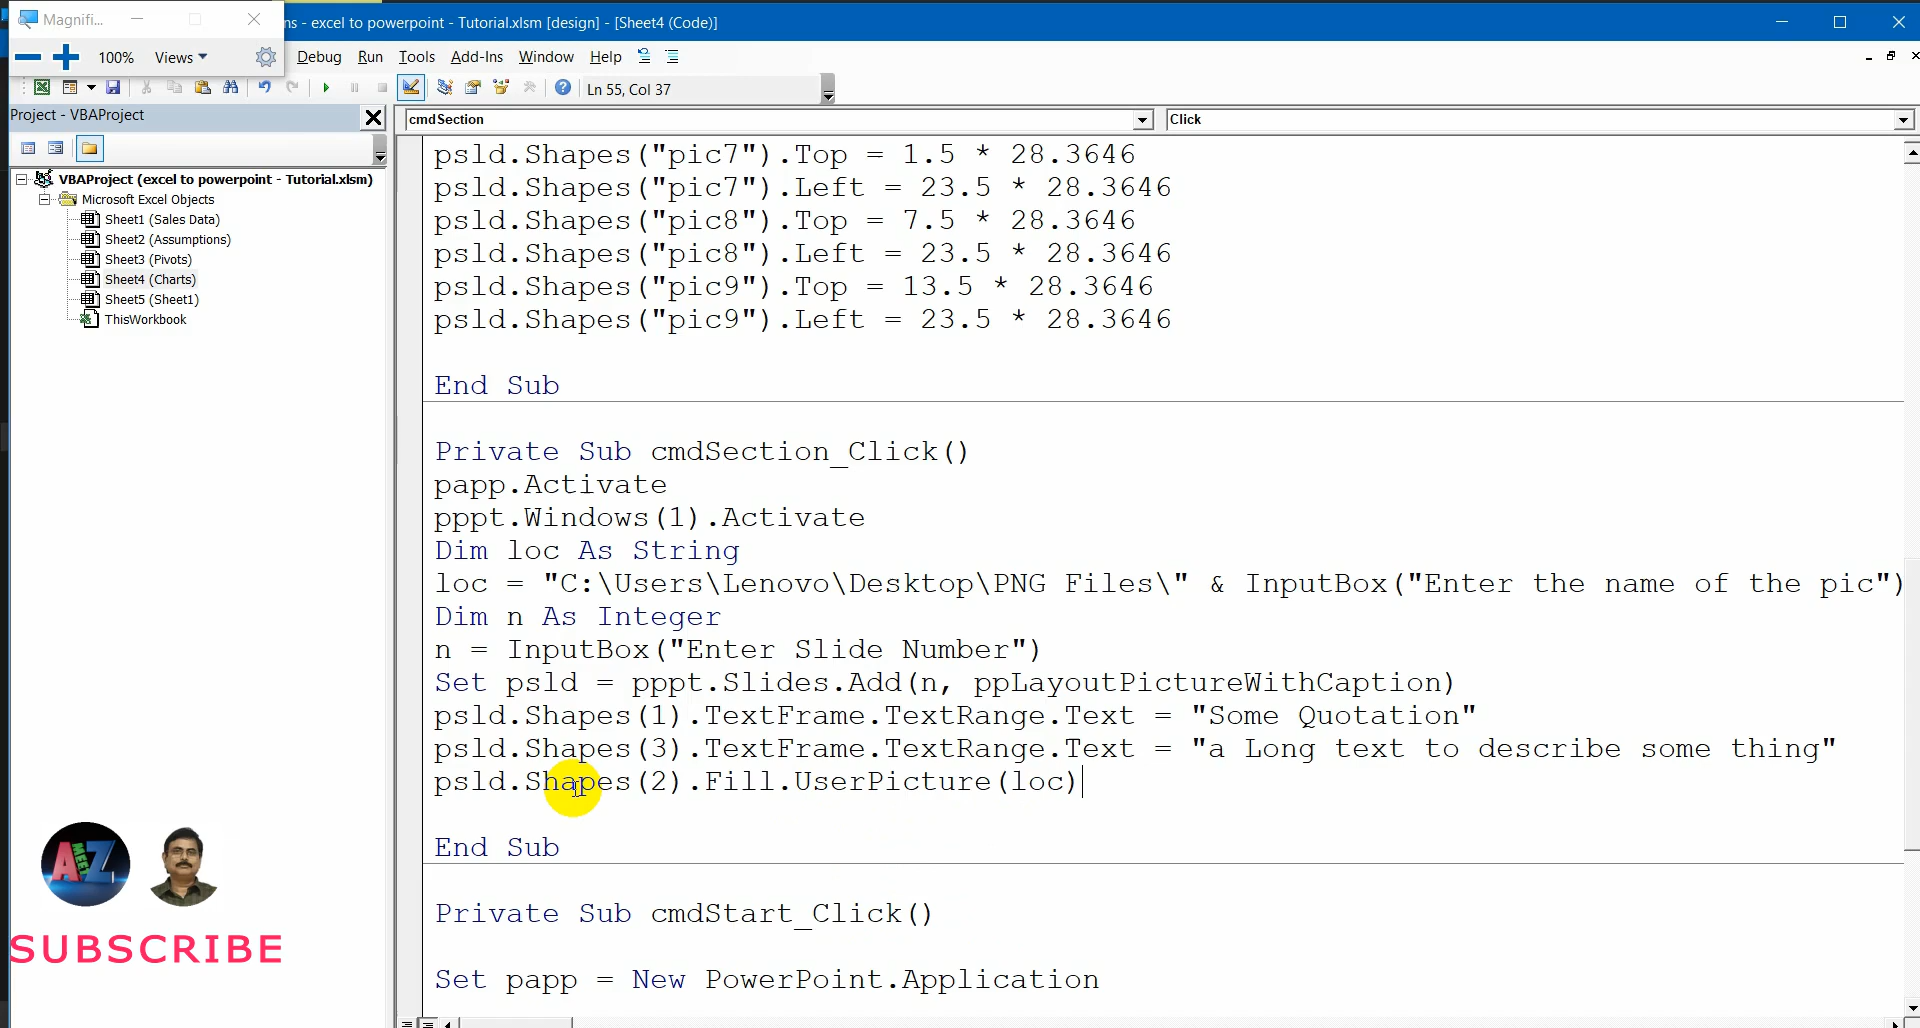 Magnifi...
ns - excel to powerpoint - Tutorial.xlsm [design] - [Sheet4 (Code)]
100% Views
Debug Run Tools Add-Ins Window Help
Ln 55, Col 37
Project - VBAProject
cmdSection
Click
VBAProject (excel to powerpoint - Tutorial.xlsm)
Microsoft Excel Objects
Sheet1 (Sales Data)
Sheet2 (Assumptions)
Sheet3 (Pivots)
Sheet4 (Charts)
Sheet5 (Sheet1)
ThisWorkbook
psld.Shapes("pic7").Top = 1.5 * 28.3646
psld.Shapes("pic7").Left = 23.5 * 28.3646
psld.Shapes("pic8").Top = 7.5 * 28.3646
psld.Shapes("pic8").Left = 23.5 * 28.3646
psld.Shapes("pic9").Top = 13.5 * 28.3646
psld.Shapes("pic9").Left = 23.5 * 28.3646
End Sub
Private Sub cmdSection_Click()
papp.Activate
pppt.Windows(1).Activate
Dim loc As String
loc = "C:\Users\Lenovo\Desktop\PNG Files\" & InputBox("Enter the name of the pic")
Dim n As Integer
n = InputBox("Enter Slide Number")
Set psld = pppt.Slides.Add(n, ppLayoutPictureWithCaption)
psld.Shapes(1).TextFrame.TextRange.Text = "Some Quotation"
psld.Shapes(3).TextFrame.TextRange.Text = "a Long text to describe some thing"
psld.Shapes(2).Fill.UserPicture(loc)
End Sub
Private Sub cmdStart_Click()
Set papp = New PowerPoint.Application
A MEET Z
SUBSCRIBE